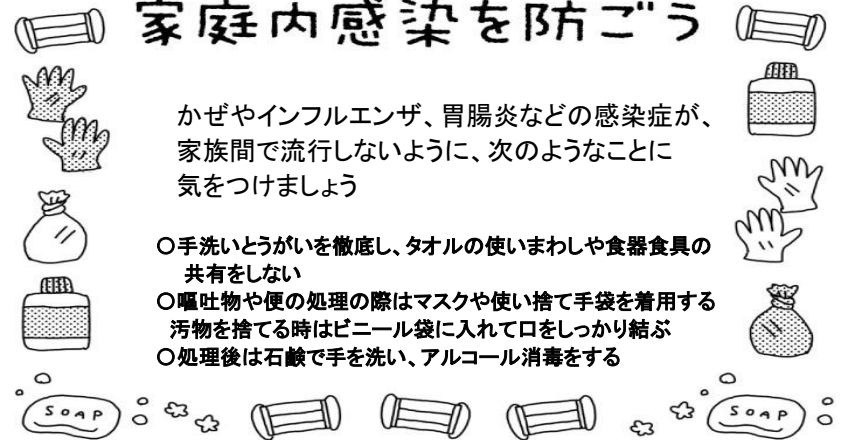 家庭内感染を防ごう
かぜやインフルエンザ、胃腸炎などの感染症が、
家族間で流行しないように、次のようなことに
気をつけましょう
〇手洗いとうがいを徹底し、タオルの使いまわしや食器食具の
共有をしない
〇嘔吐物や便の処理の際はマスクや使い捨て手袋を着用する
汚物を捨てる時はビニール袋に入れて口をしっかり結ぶ
〇処理後は石鹸で手を洗い、アルコール消毒をする
SOAP
SOAP